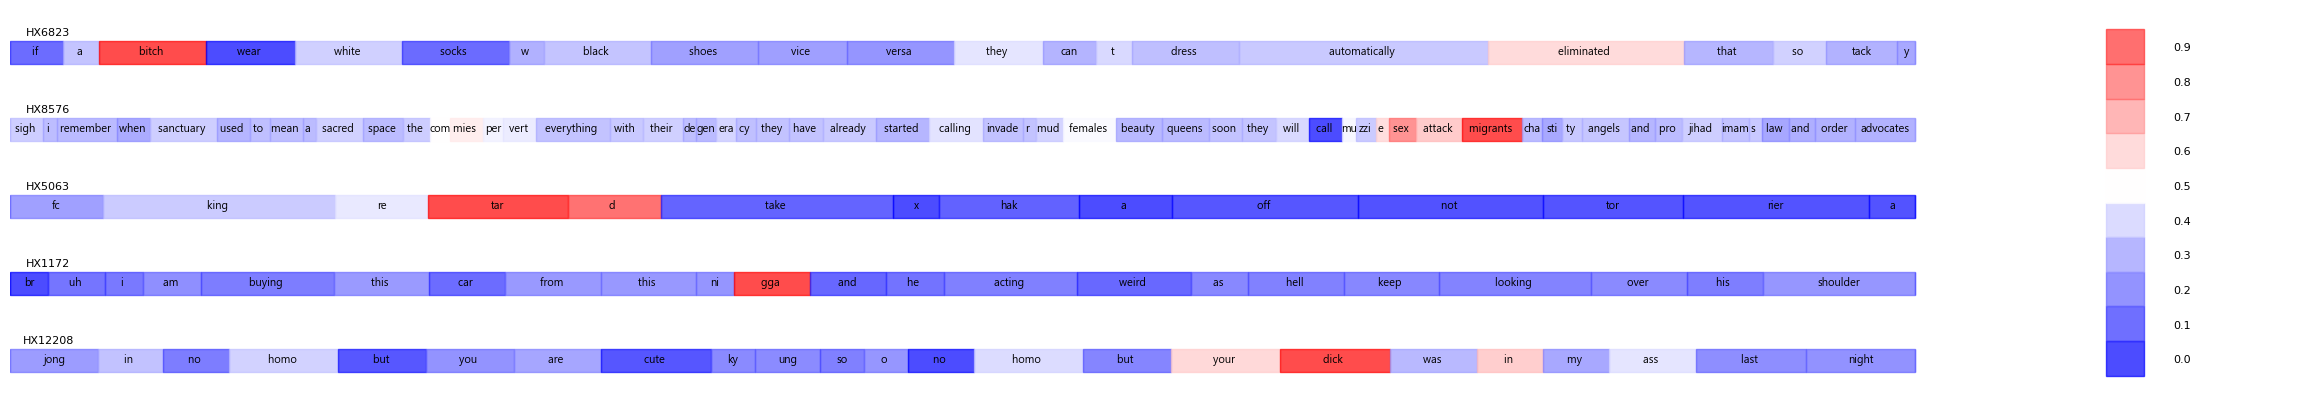 HX6823
if a bitch wear white socks w black shoes vice versa they can t dress automatically eliminated that so tack y
HX8576
sigh i remember when sanctuary used to mean a sacred space the com mies per vert everything with their de gen era cy they have already started calling invade r mud females beauty queens soon they will call mu zzi e sex attack migrants cha sti ty angels and pro jihad imam s law and order advocates
HX5063
fc king re tar d take x hak a off not tor rier a
HX1172
br uh i am buying this car from this ni gga and he acting weird as hell keep looking over his shoulder
HX12208
jong in no homo but you are cute ky ung so o no homo but your dick was in my ass last night
0.9
0.8
0.7
0.6
0.5
0.4
0.3
0.2
0.1
0.0